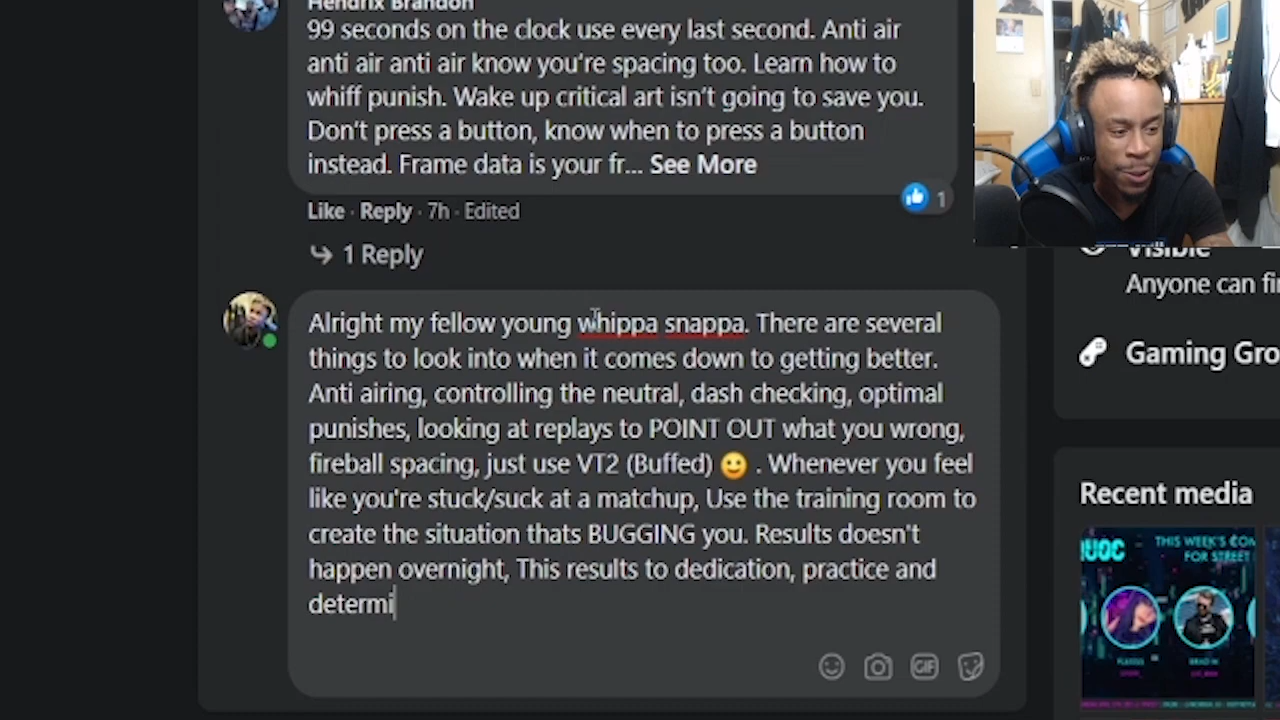 Hendrix Brandon
99 seconds on the clock use every last second. Anti air
anti air anti air know you're spacing too. Learn how to
whiff punish. Wake up critical art isn’t going to save you.
Don’t press a button, know when to press a button
instead. Frame data is your fr... See More
Like · Reply · 7h · Edited
1
1 Reply
Alright my fellow young whippa snappa. There are several
things to look into when it comes down to getting better.
Anti airing, controlling the neutral, dash checking, optimal
punishes, looking at replays to POINT OUT what you wrong,
fireball spacing, just use VT2 (Buffed) 😉 . Whenever you feel
like you're stuck/suck at a matchup, Use the training room to
create the situation thats BUGGING you. Results doesn't
happen overnight, This results to dedication, practice and
determi
GIF
Visible
Anyone can fi
Gaming Gro
Recent media
THIS WEEK'S COM
FOR STREET